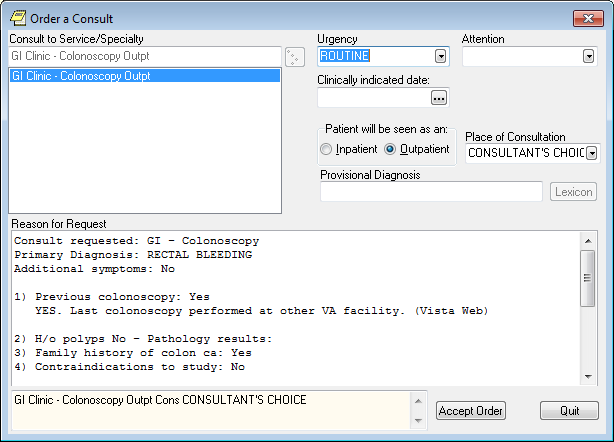 Order a Consult
Consult to Service/Specialty
GI Clinic - Colonoscopy Outpt
GI Clinic - Colonoscopy Outpt
Urgency
ROUTINE
Attention
Clinically indicated date:
...
Patient will be seen as an:
Inpatient
Outpatient
Place of Consultation
CONSULTANT'S CHOIC
Provisional Diagnosis
Lexicon
Reason for Request
Consult requested: GI - Colonoscopy
Primary Diagnosis: RECTAL BLEEDING
Additional symptoms: No
1) Previous colonoscopy: Yes
YES. Last colonoscopy performed at other VA facility. (Vista Web)
2) H/o polyps No - Pathology results:
3) Family history of colon ca: Yes
4) Contraindications to study: No
GI Clinic - Colonoscopy Outpt Cons CONSULTANT'S CHOICE
Accept Order
Quit